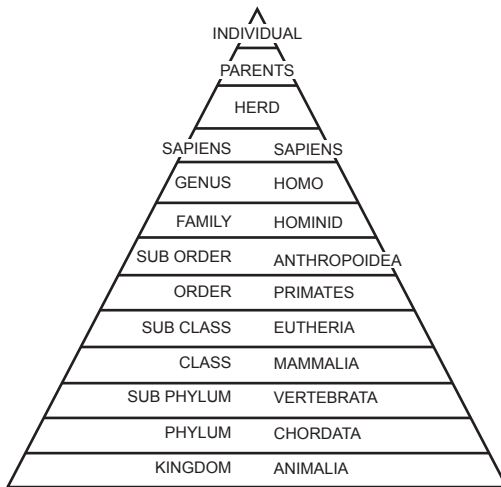 INDIVIDUAL
PARENTS
HERD
SAPIENS SAPIENS
GENUS HOMO
FAMILY HOMINID
SUB ORDER ANTHROPOIDEA
ORDER PRIMATES
SUB CLASS EUTHERIA
CLASS MAMMALIA
SUB PHYLUM VERTEBRATA
PHYLUM CHORDATA
KINGDOM ANIMALIA